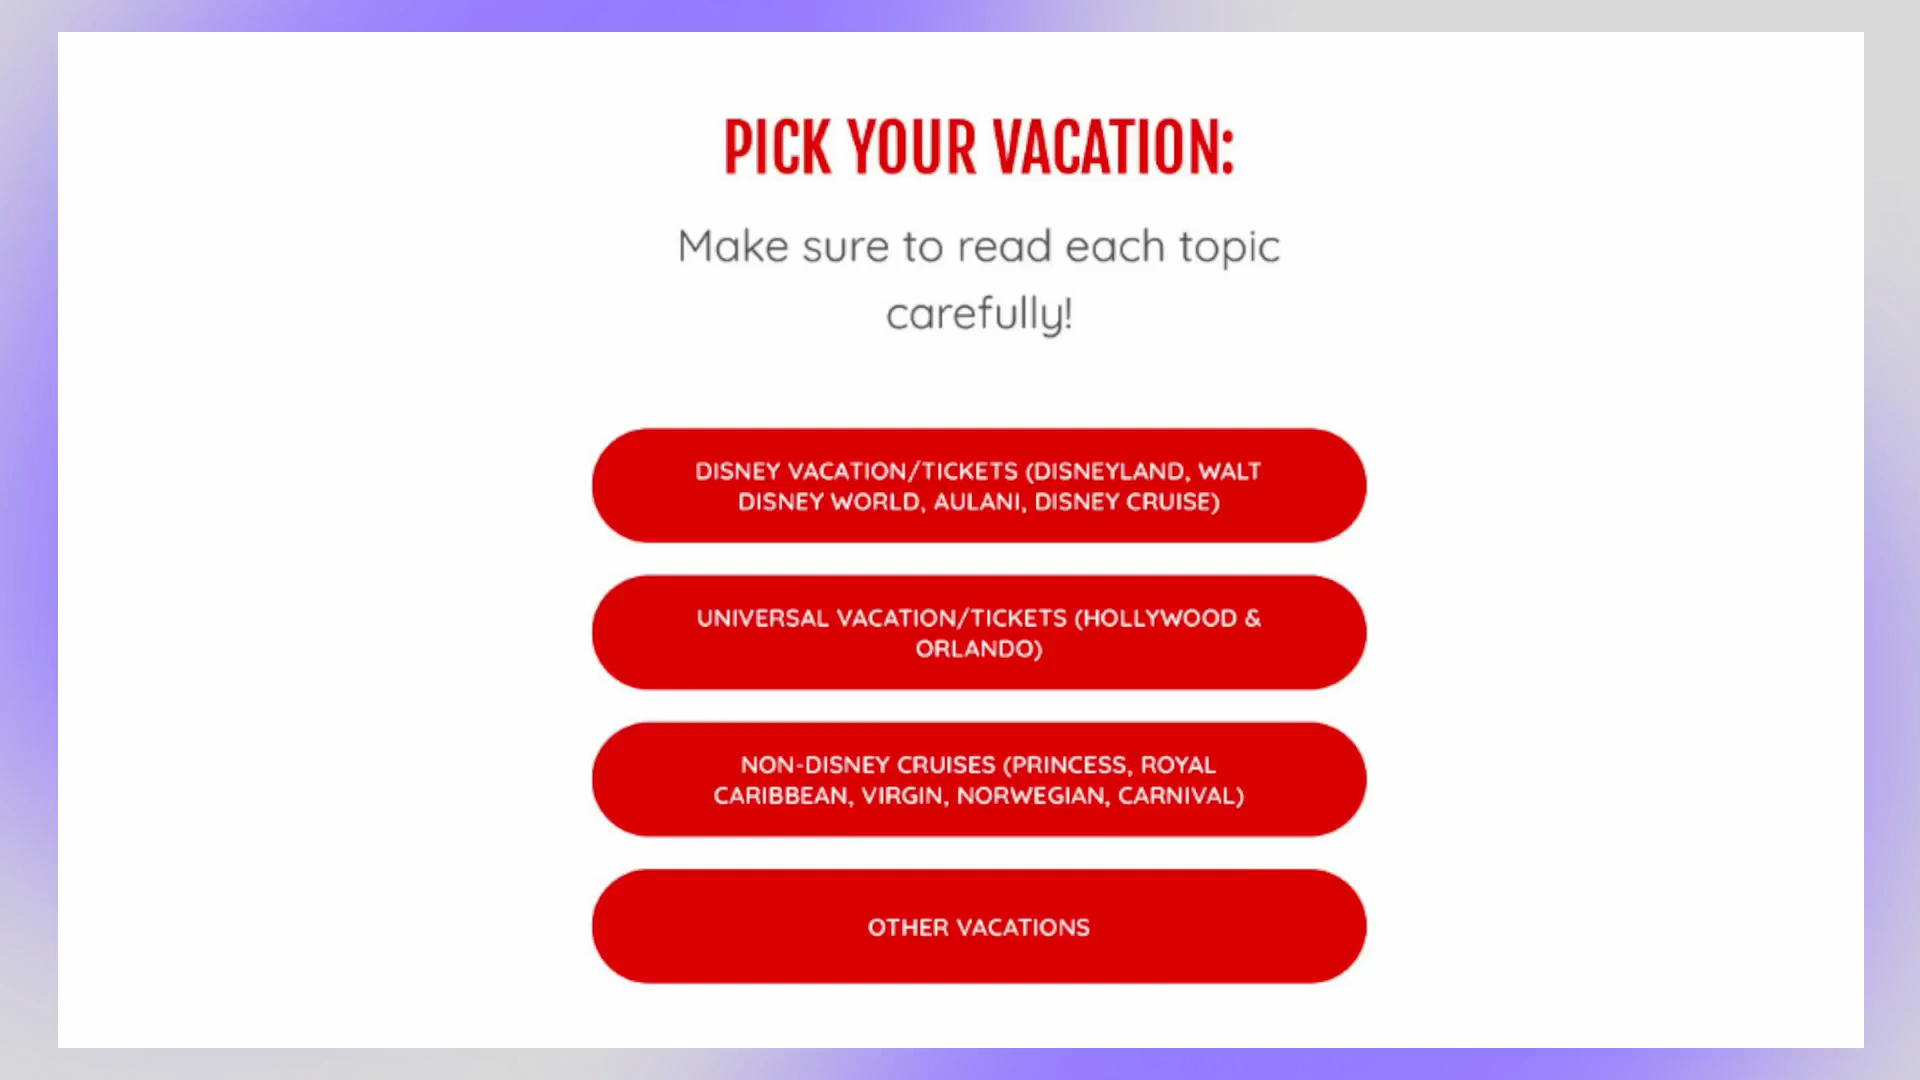 PICK YOUR VACATION:
Make sure to read each topic
carefully!
DISNEY VACATION/TICKETS (DISNEYLAND, WALT
DISNEY WORLD, AULANI, DISNEY CRUISE)
UNIVERSAL VACATION/TICKETS (HOLLYWOOD &
ORLANDO)
NON-DISNEY CRUISES (PRINCESS, ROYAL
CARIBBEAN, VIRGIN, NORWEGIAN, CARNIVAL)
OTHER VACATIONS